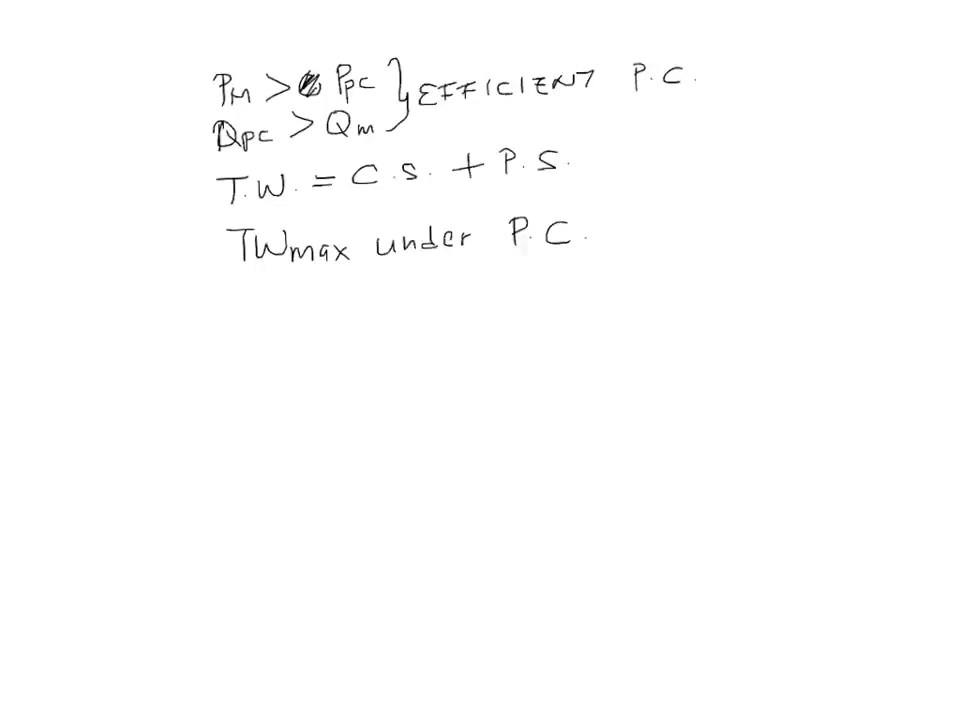 PM > Ppc } EFFICIENT P.C.
Qpc > Qm
T.W. = C.S. + P.S.
TWmax under P.C.